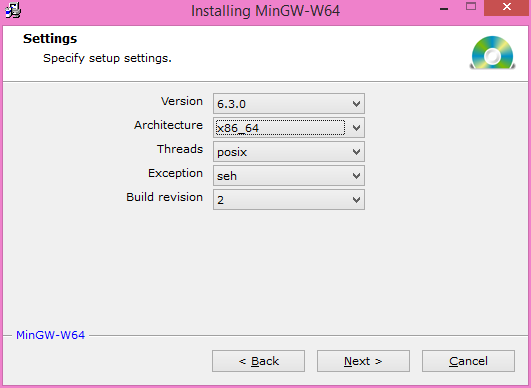 Installing MinGW-W64
Settings
Specify setup settings.
Version 6.3.0
Architecture x86_64
Threads posix
Exception seh
Build revision 2
MinGW-W64
< Back Next > Cancel